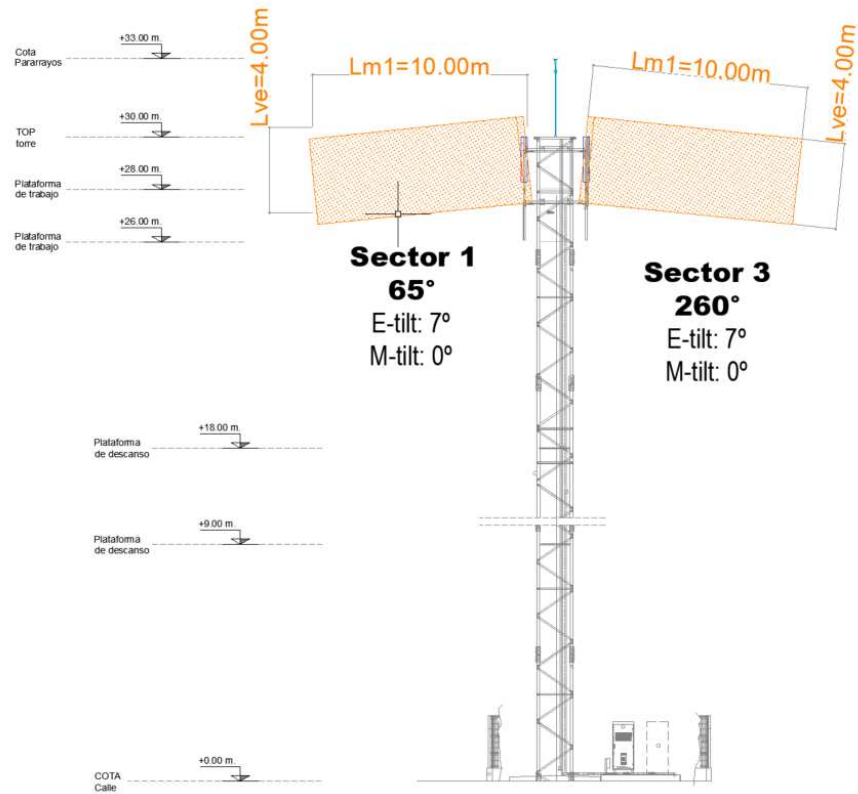 Lve=4.00m
Lm1=10.00m
Lm1=10.00m
Lve=4.00m
+33.00 m.
Cota
Pararrayos
+30.00 m.
TOP
torre
+28.00 m.
Plataforma
de trabajo
+26.00 m.
Plataforma
de trabajo
Sector 1
65°
E-tilt: 7º
M-tilt: 0º
Sector 3
260°
E-tilt: 7º
M-tilt: 0º
+18.00 m.
Plataforma
de descanso
+9.00 m.
Plataforma
de descanso
+0.00 m.
COTA
Calle